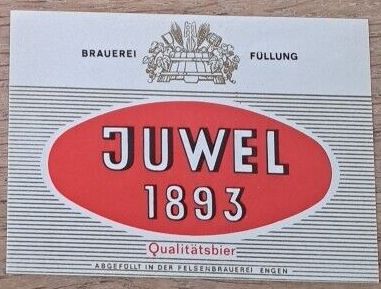 BRAUEREI FÜLLUNG
JUWEL
1893
Qualitätsbier
ABGEFÜLLT IN DER FELSENBRAUEREI ENGEN